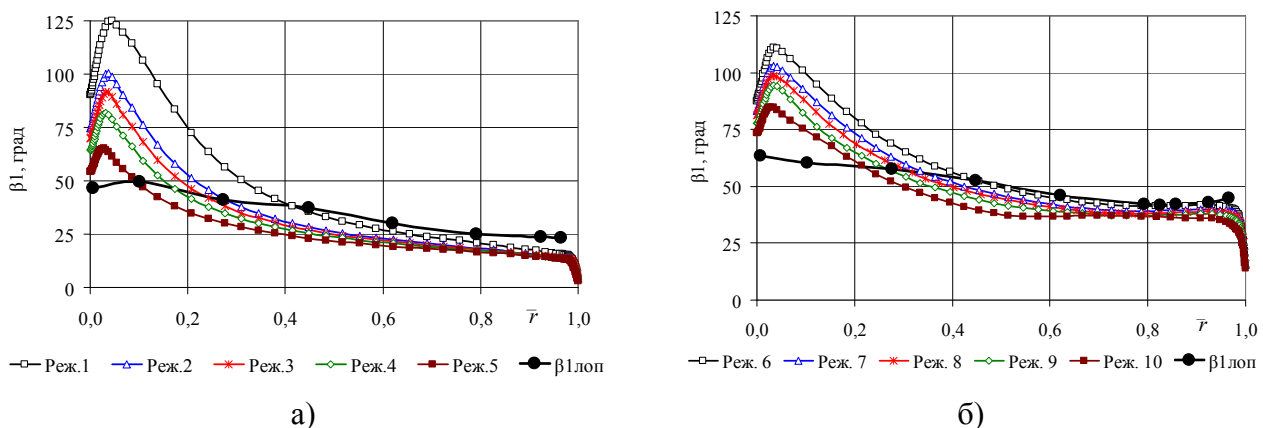 β1, град
125
100
75
50
25
0
0,0
0,2
0,4
0,6
0,8
r̅
1,0
Реж.1
Реж.2
Реж.3
Реж.4
Реж.5
β1лоп
а)
β1, град
125
100
75
50
25
0
0,0
0,2
0,4
0,6
0,8
r̅
1,0
Реж. 6
Реж. 7
Реж. 8
Реж. 9
Реж. 10
β1лоп
б)